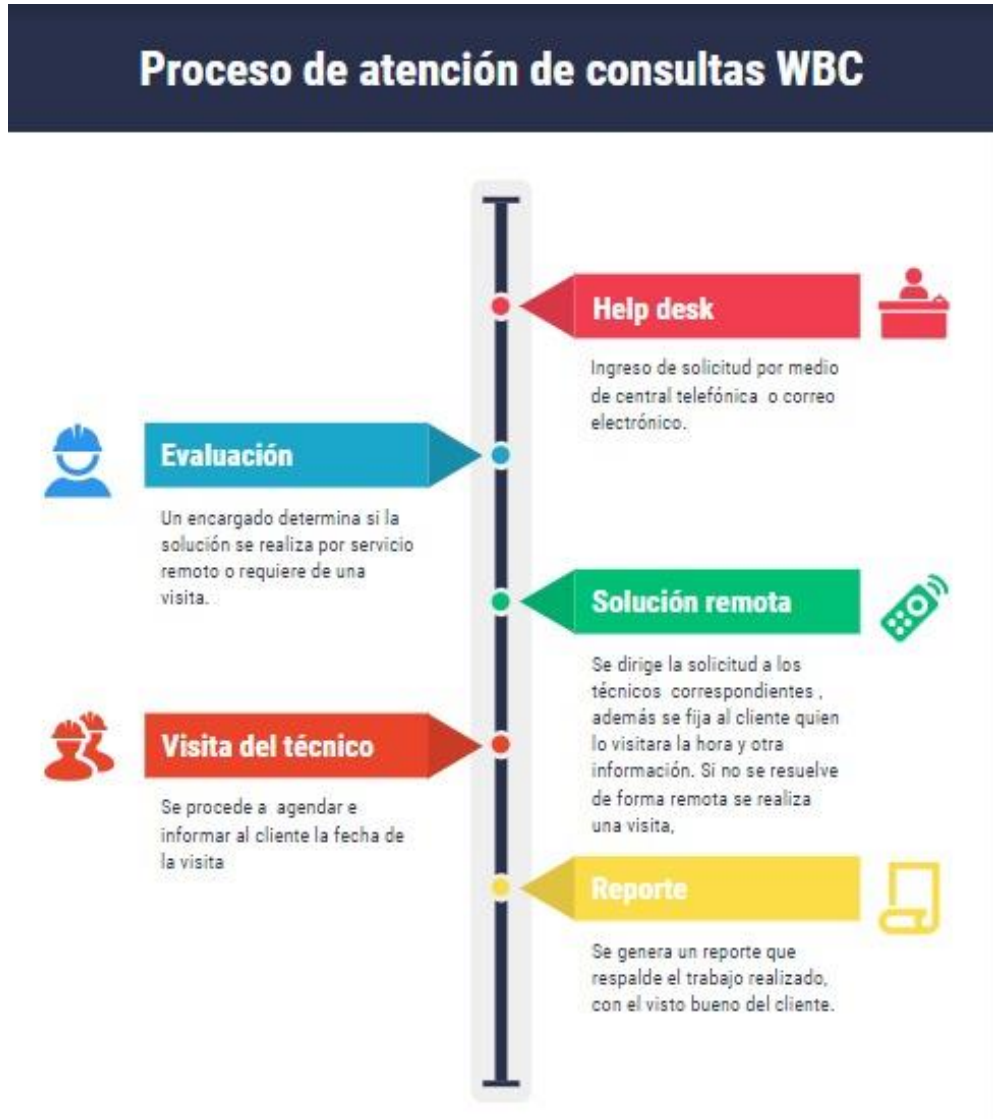 Proceso de atención de consultas WBC
Help desk
Ingreso de solicitud por medio
de central telefónica o correo
electrónico.
Evaluación
Un encargado determina si la
solución se realiza por servicio
remoto o requiere de una
visita.
Solución remota
Se dirige la solicitud a los
técnicos correspondientes ,
además se fija al cliente quien
lo visitara la hora y otra
información. Si no se resuelve
de forma remota se realiza
una visita,
Visita del técnico
Se procede a agendar e
informar al cliente la fecha de
la visita
Reporte
Se genera un reporte que
respalde el trabajo realizado,
con el visto bueno del cliente.